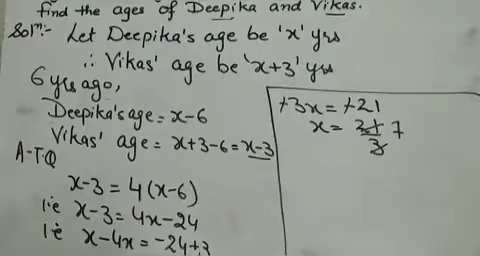 find the ages of Deepika and Vikas.
Solⁿ:- Let Deepika's age be 'x' yrs
∴ Vikas' age be 'x+3' yrs
6 yrs ago,
Deepika's age = x-6
Vikas' age = x+3-6 = x-3
A-T-Q
x-3 = 4(x-6)
i.e x-3 = 4x-24
i.e x-4x = -24+3
+3x = +21
x = 21/3 7